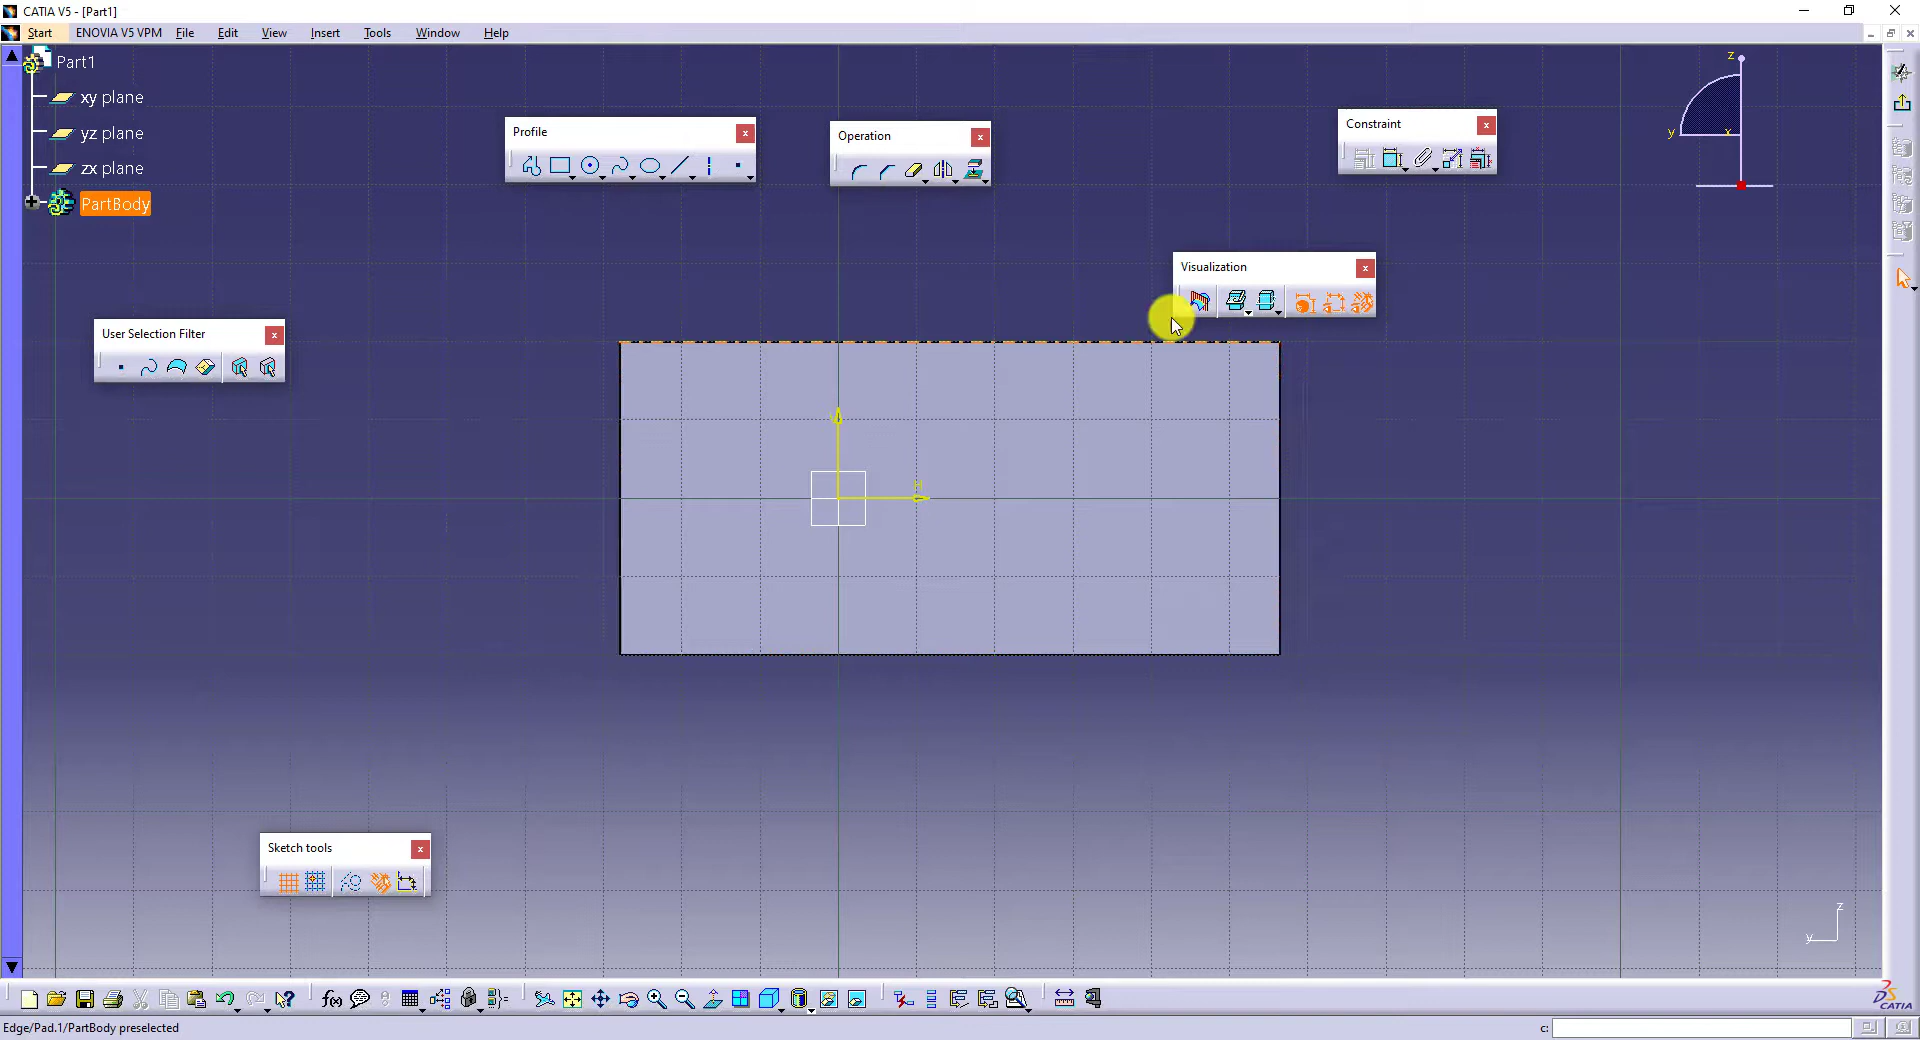 CATIA V5 - [Part1]
Start ENOVIA V5 VPM File Edit View Insert Tools Window Help
Part1
xy plane
yz plane
zx plane
PartBody
Profile
Operation
Constraint
z
y
x
Visualization
User Selection Filter
V
H
Sketch tools
z
y
f(x)
CATIA
Edge/Pad.1/PartBody preselected
c: